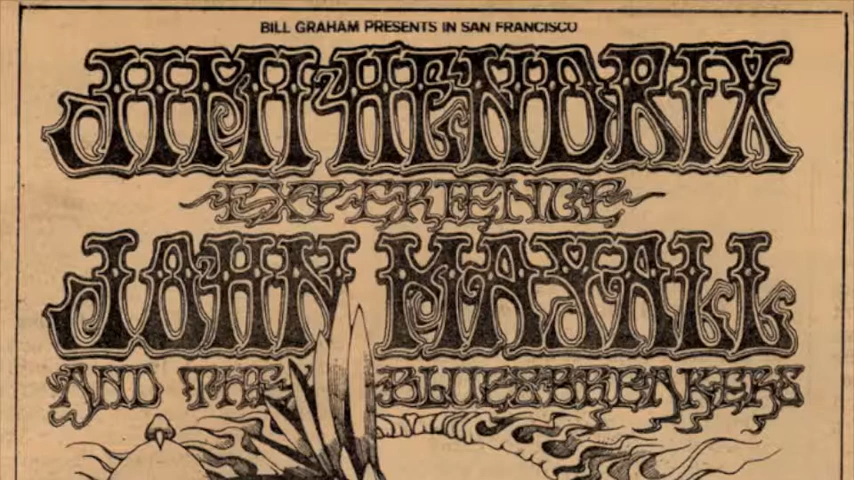 BILL GRAHAM PRESENTS IN SAN FRANCISCO
JIMI HENDRIX
EXPERIENCE
JOHN MAYALL
AND THE BLUESBREAKERS